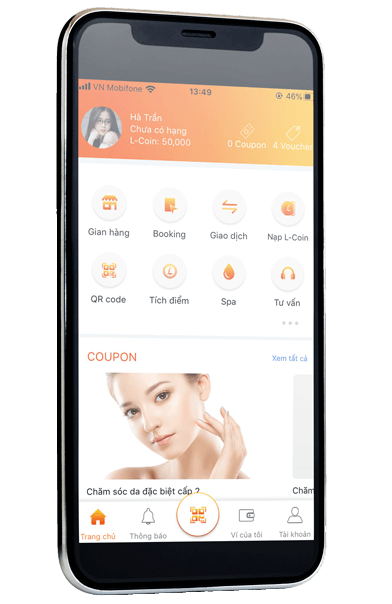 VN Mobifone 13:49 46%
Hà Trần
Chưa có hạng
L-Coin: 50,000
0 Coupon 4 Voucher
Gian hàng Booking Giao dịch Nạp L-Coin
QR code Tích điểm Spa Tư vấn
COUPON Xem tất cả
Chăm sóc da đặc biệt cấp 2 Chăm
Trang chủ Thông báo Ví của tôi Tài khoản